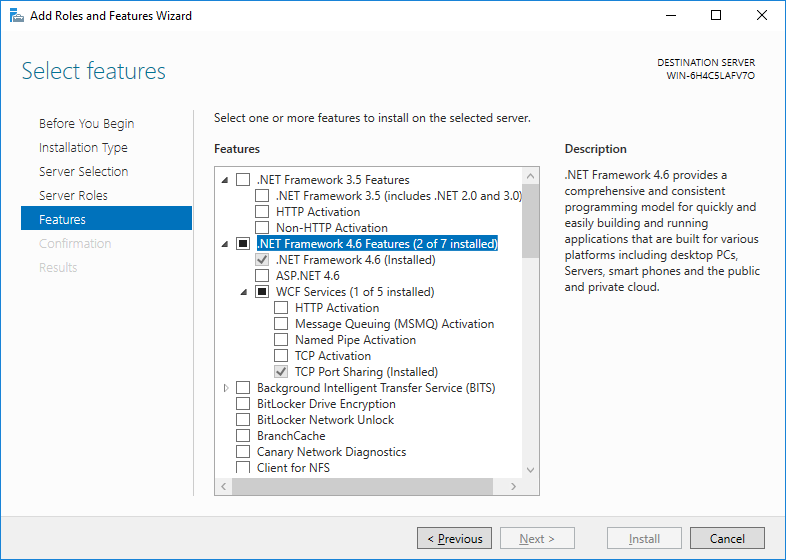 Add Roles and Features Wizard
Select features
DESTINATION SERVER
WIN-6H4C5LAFV7O
Before You Begin
Installation Type
Server Selection
Server Roles
Features
Confirmation
Results
Select one or more features to install on the selected server.
Features
.NET Framework 3.5 Features
.NET Framework 3.5 (includes .NET 2.0 and 3.0)
HTTP Activation
Non-HTTP Activation
.NET Framework 4.6 Features (2 of 7 installed)
.NET Framework 4.6 (Installed)
ASP.NET 4.6
WCF Services (1 of 5 installed)
HTTP Activation
Message Queuing (MSMQ) Activation
Named Pipe Activation
TCP Activation
TCP Port Sharing (Installed)
Background Intelligent Transfer Service (BITS)
BitLocker Drive Encryption
BitLocker Network Unlock
BranchCache
Canary Network Diagnostics
Client for NFS
Description
.NET Framework 4.6 provides a
comprehensive and consistent
programming model for quickly and
easily building and running
applications that are built for various
platforms including desktop PCs,
Servers, smart phones and the public
and private cloud.
< Previous
Next >
Install
Cancel